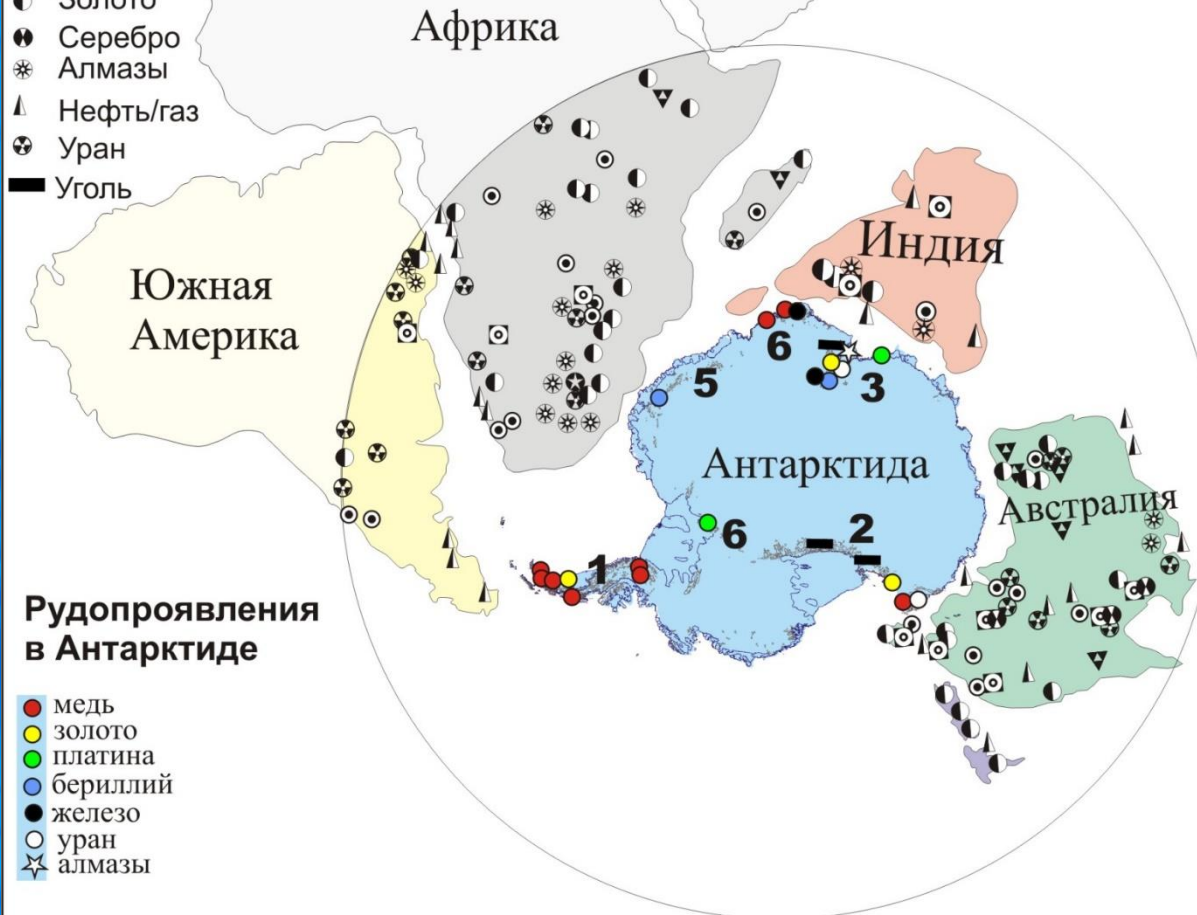 Золото
Серебро
Алмазы
Нефть/газ
Уран
Уголь
Африка
Южная
Америка
Индия
Антарктида
Австралия
6
3
5
6
2
1
Рудопроявления
в Антарктиде
медь
золото
платина
бериллий
железо
уран
алмазы